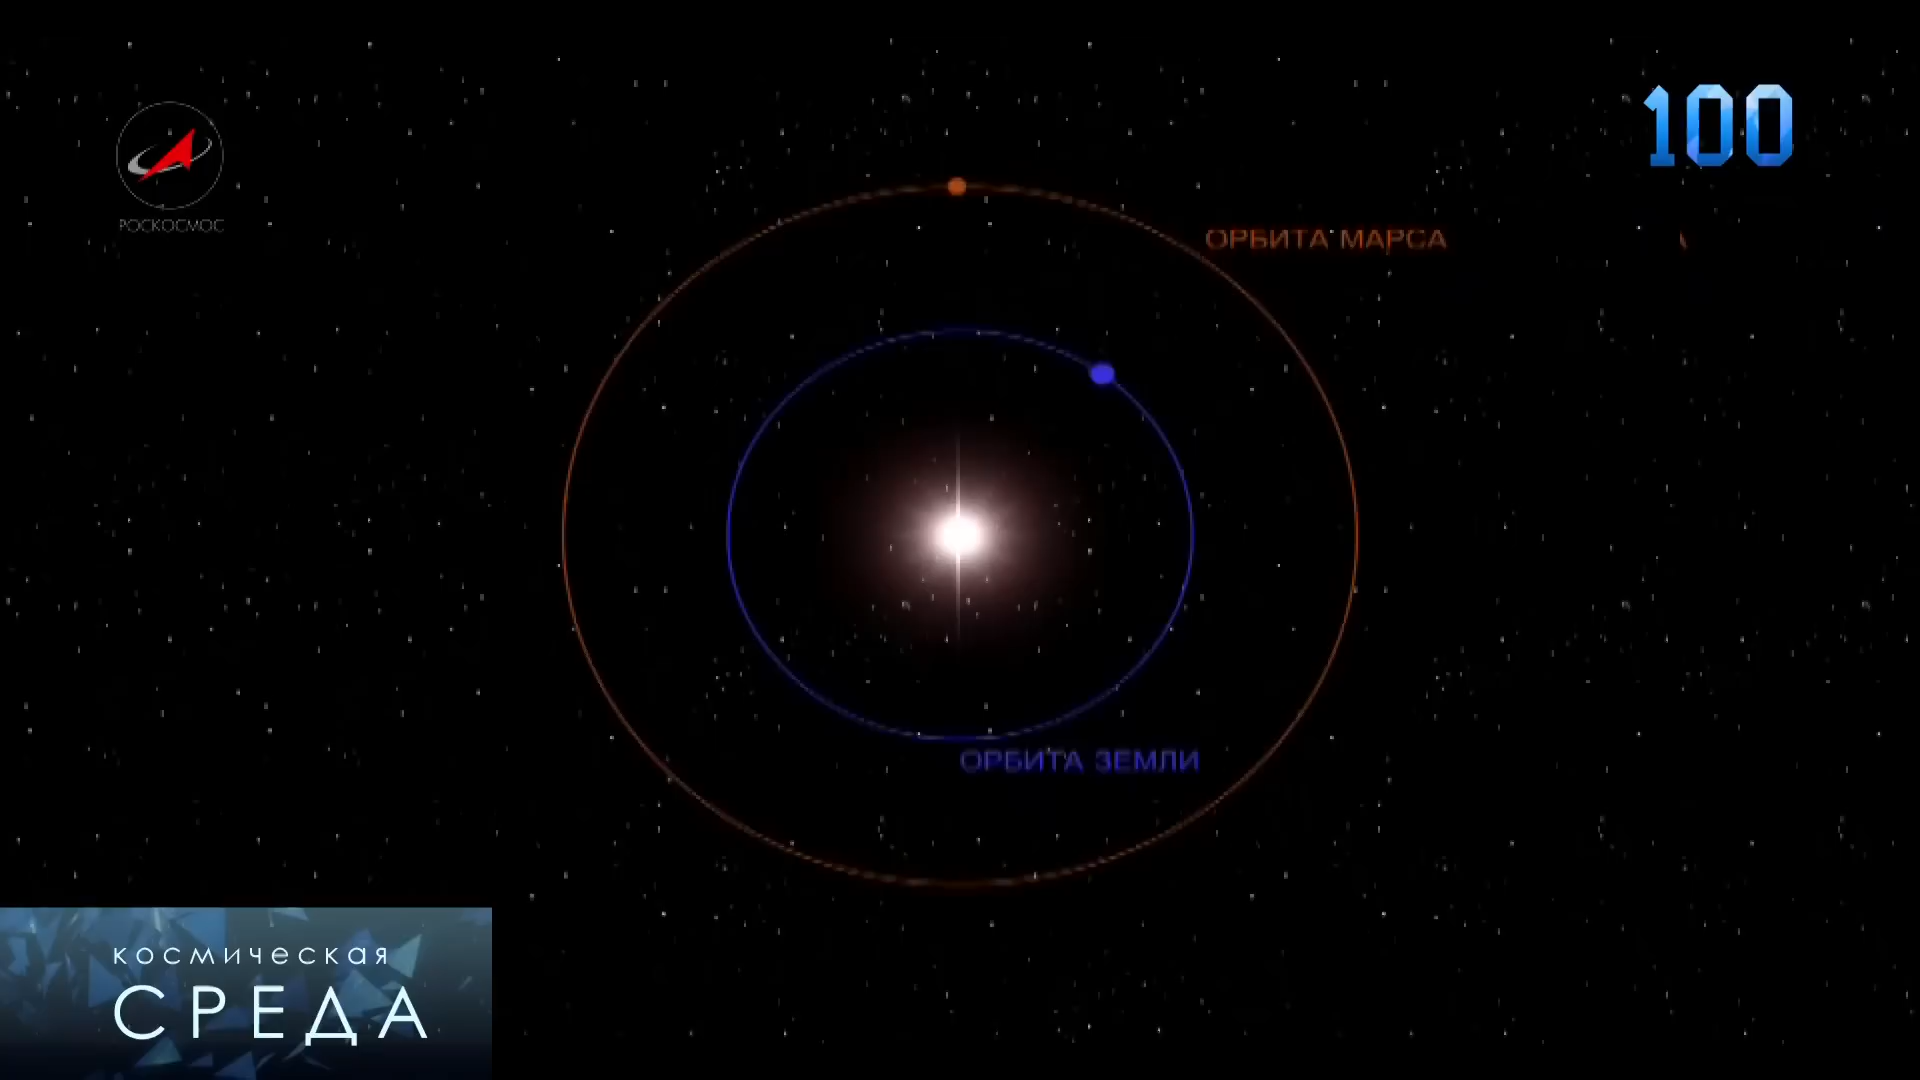 РОСКОСМОС
100
ОРБИТА МАРСА
ОРБИТА ЗЕМЛИ
космическая
СРЕДА